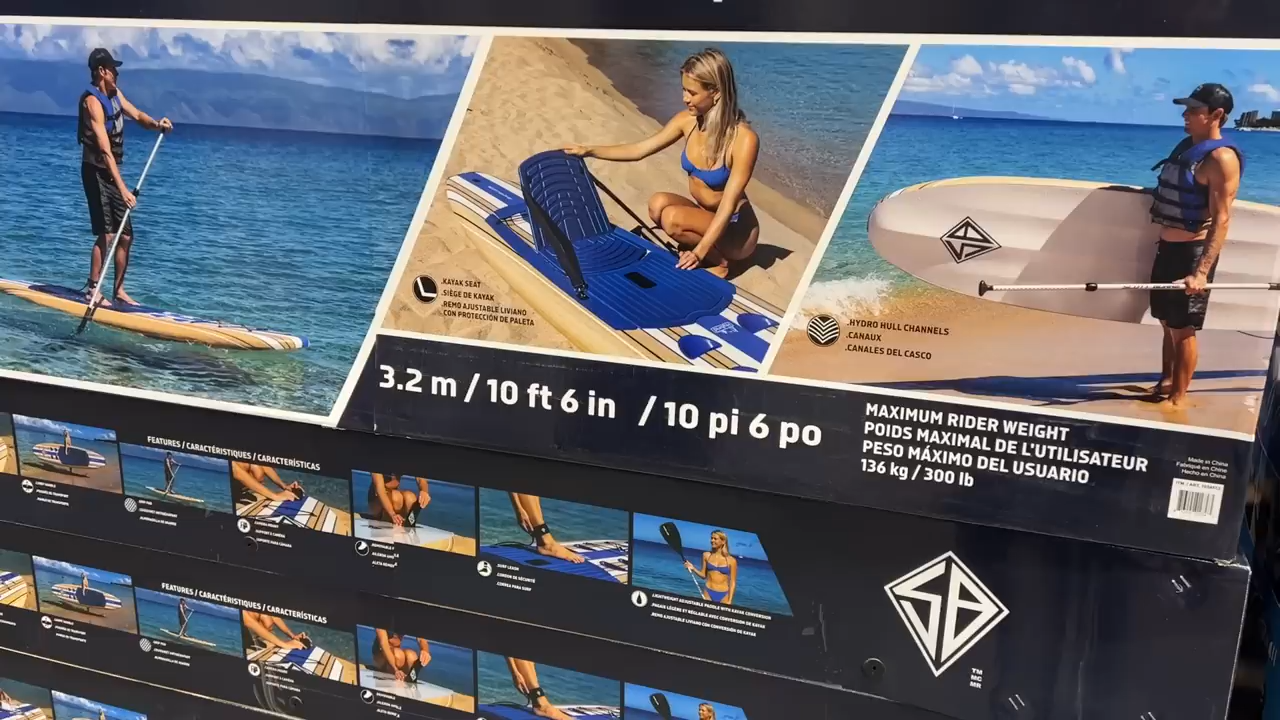 .KAYAK SEAT
.SIÈGE DE KAYAK
.REMO AJUSTABLE LIVIANO
CON PROTECCIÓN DE PALETA
.HYDRO HULL CHANNELS
.CANAUX
.CANALES DEL CASCO
3.2 m / 10 ft 6 in / 10 pi 6 po
MAXIMUM RIDER WEIGHT
POIDS MAXIMAL DE L'UTILISATEUR
PESO MÁXIMO DEL USUARIO
136 kg / 300 lb
Made in China
Fabriqué en Chine
Hecho en China
FEATURES / CARACTÉRISTIQUES / CARACTERÍSTICAS
.SURF LEASH
.CORDON DE SÉCURITÉ
.CORREA PARA SURF
.LIGHTWEIGHT ADJUSTABLE PADDLE WITH KAYAK CONVERSION
.PAGAIE LÉGÈRE ET RÉGLABLE AVEC CONVERSION DE KAYAK
.REMO AJUSTABLE LIVIANO CON CONVERSIÓN DE KAYAK
SB
TM
MC
MR
FEATURES / CARACTÉRISTIQUES / CARACTERÍSTICAS